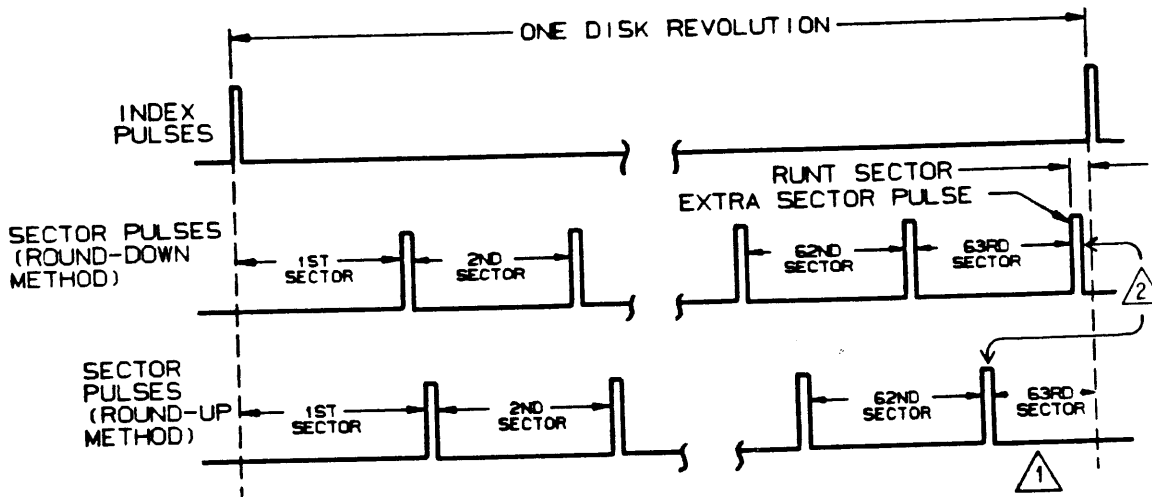 ONE DISK REVOLUTION
INDEX
PULSES
RUNT SECTOR
EXTRA SECTOR PULSE
SECTOR PULSES
(ROUND-DOWN
METHOD)
1ST
SECTOR
2ND
SECTOR
62ND
SECTOR
63RD
SECTOR
2
SECTOR
PULSES
(ROUND-UP
METHOD)
1ST
SECTOR
2ND
SECTOR
62ND
SECTOR
63RD
SECTOR
1